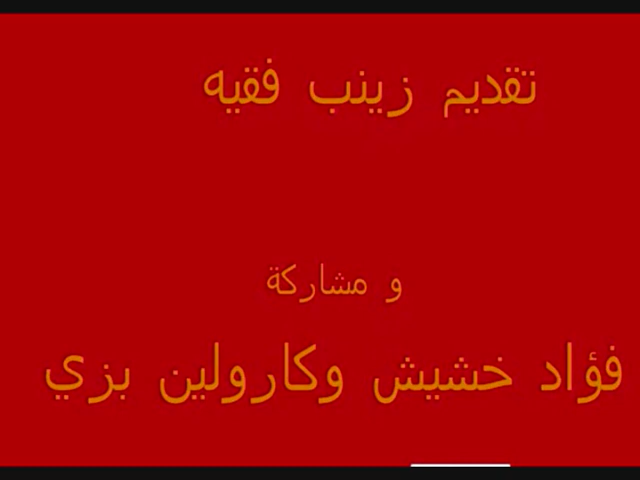 تقديم زينب فقيه
و مشاركة
فؤاد خشيش وكارولين بزي